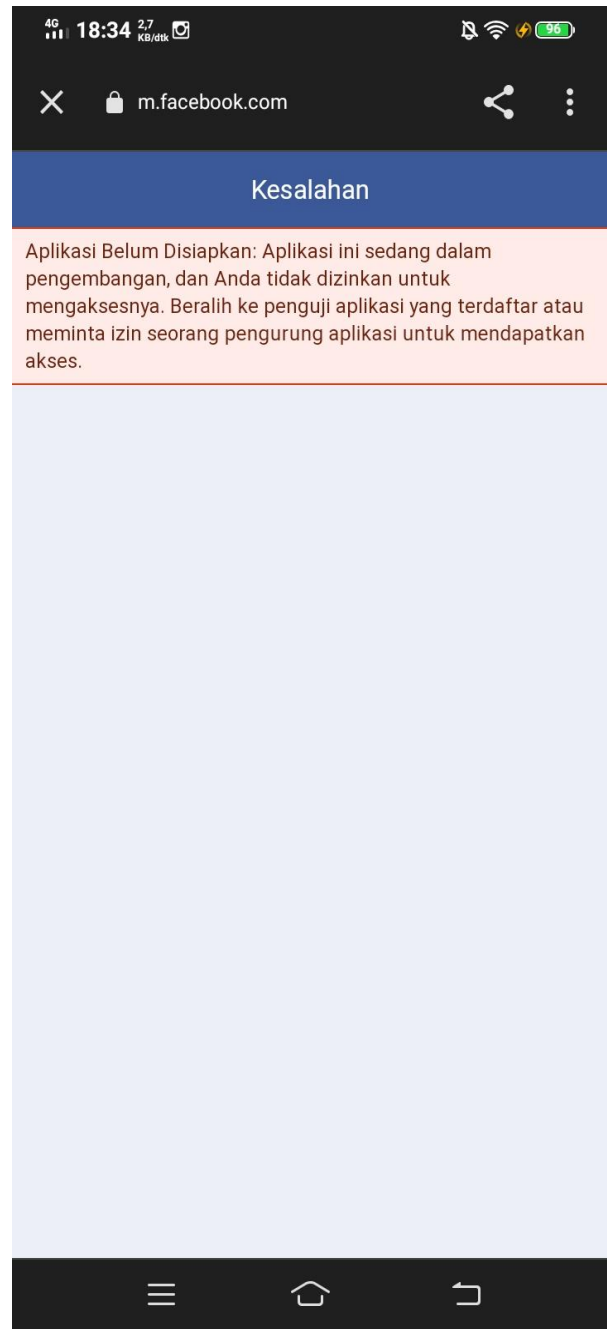 4G 18:34 2,7 KB/dtk 96
m.facebook.com
Kesalahan
Aplikasi Belum Disiapkan: Aplikasi ini sedang dalam
pengembangan, dan Anda tidak dizinkan untuk
mengaksesnya. Beralih ke penguji aplikasi yang terdaftar atau
meminta izin seorang pengurung aplikasi untuk mendapatkan
akses.